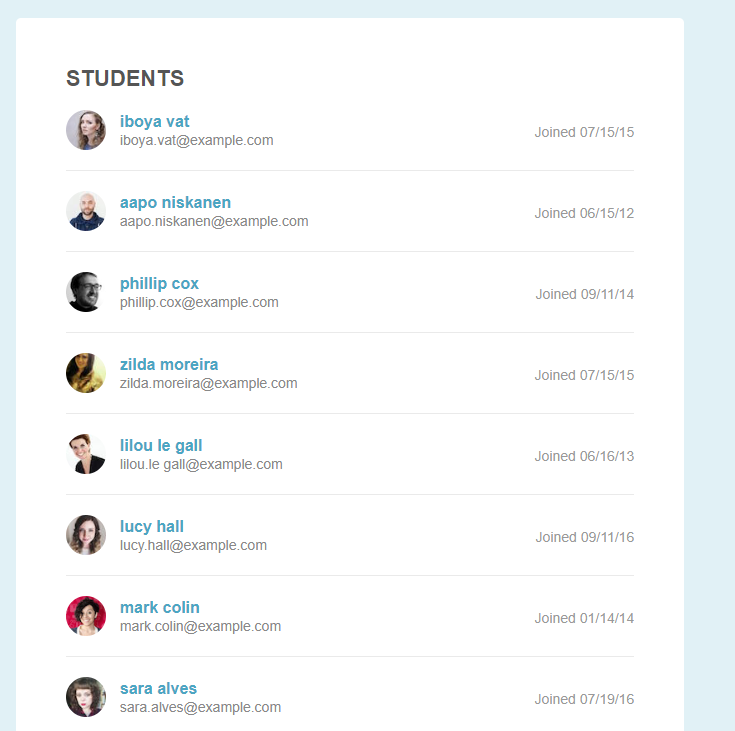 STUDENTS
iboya vat
iboya.vat@example.com
Joined 07/15/15
aapo niskanen
aapo.niskanen@example.com
Joined 06/15/12
phillip cox
phillip.cox@example.com
Joined 09/11/14
zilda moreira
zilda.moreira@example.com
Joined 07/15/15
lilou le gall
lilou.le gall@example.com
Joined 06/16/13
lucy hall
lucy.hall@example.com
Joined 09/11/16
mark colin
mark.colin@example.com
Joined 01/14/14
sara alves
sara.alves@example.com
Joined 07/19/16